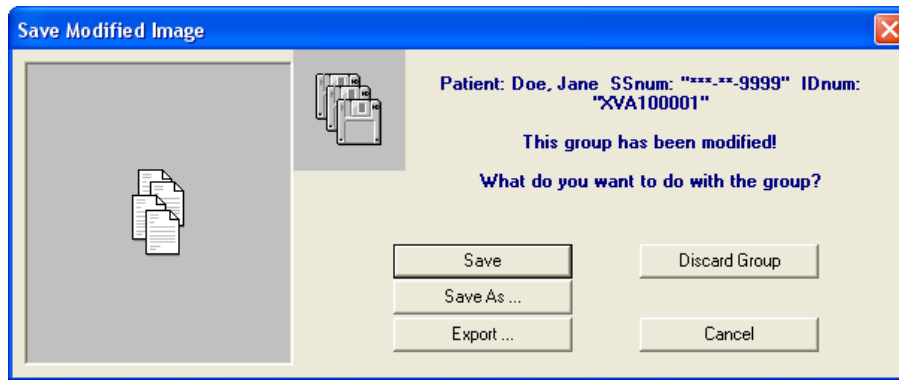 Save Modified Image
Patient: Doe, Jane SSnum: "***-**-9999" IDnum:
"XVA100001"
This group has been modified!
What do you want to do with the group?
Save
Discard Group
Save As ...
Export ...
Cancel